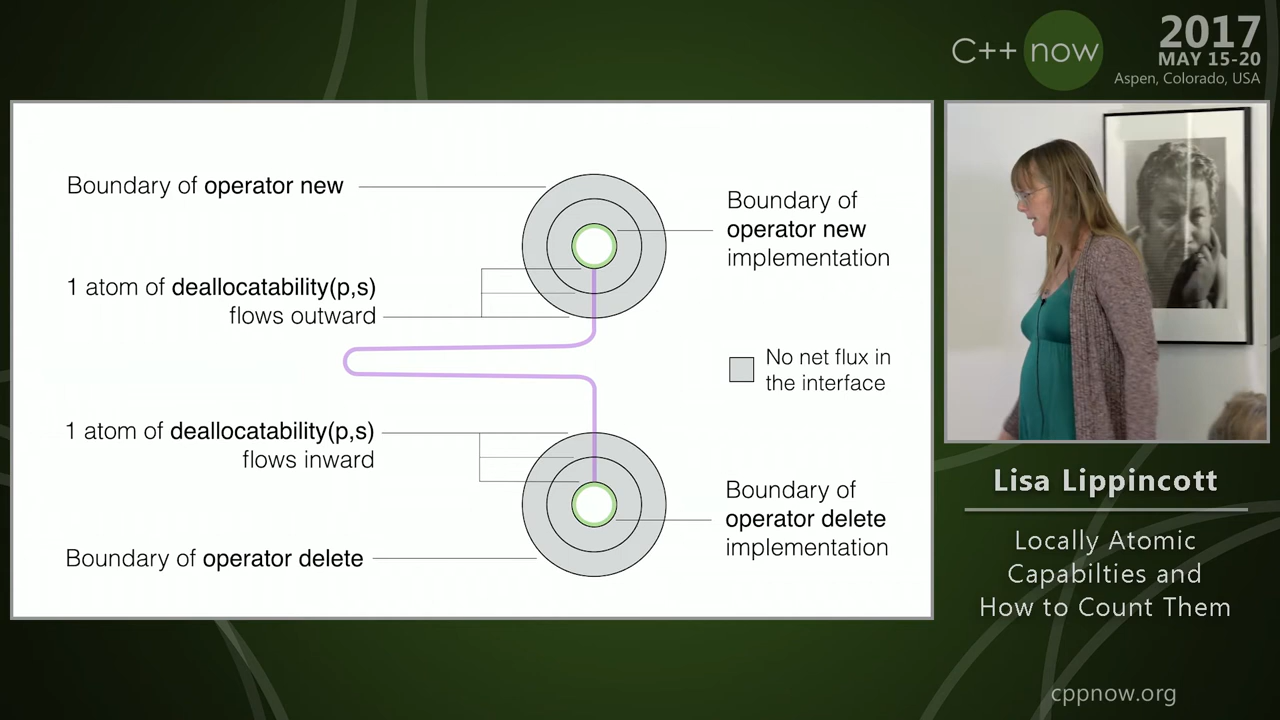 C++ now
2017
MAY 15-20
Aspen, Colorado, USA
Boundary of operator new
Boundary of
operator new
implementation
1 atom of deallocatability(p,s)
flows outward
No net flux in
the interface
1 atom of deallocatability(p,s)
flows inward
Boundary of
operator delete
implementation
Boundary of operator delete
Lisa Lippincott
Locally Atomic
Capabilties and
How to Count Them
cppnow.org